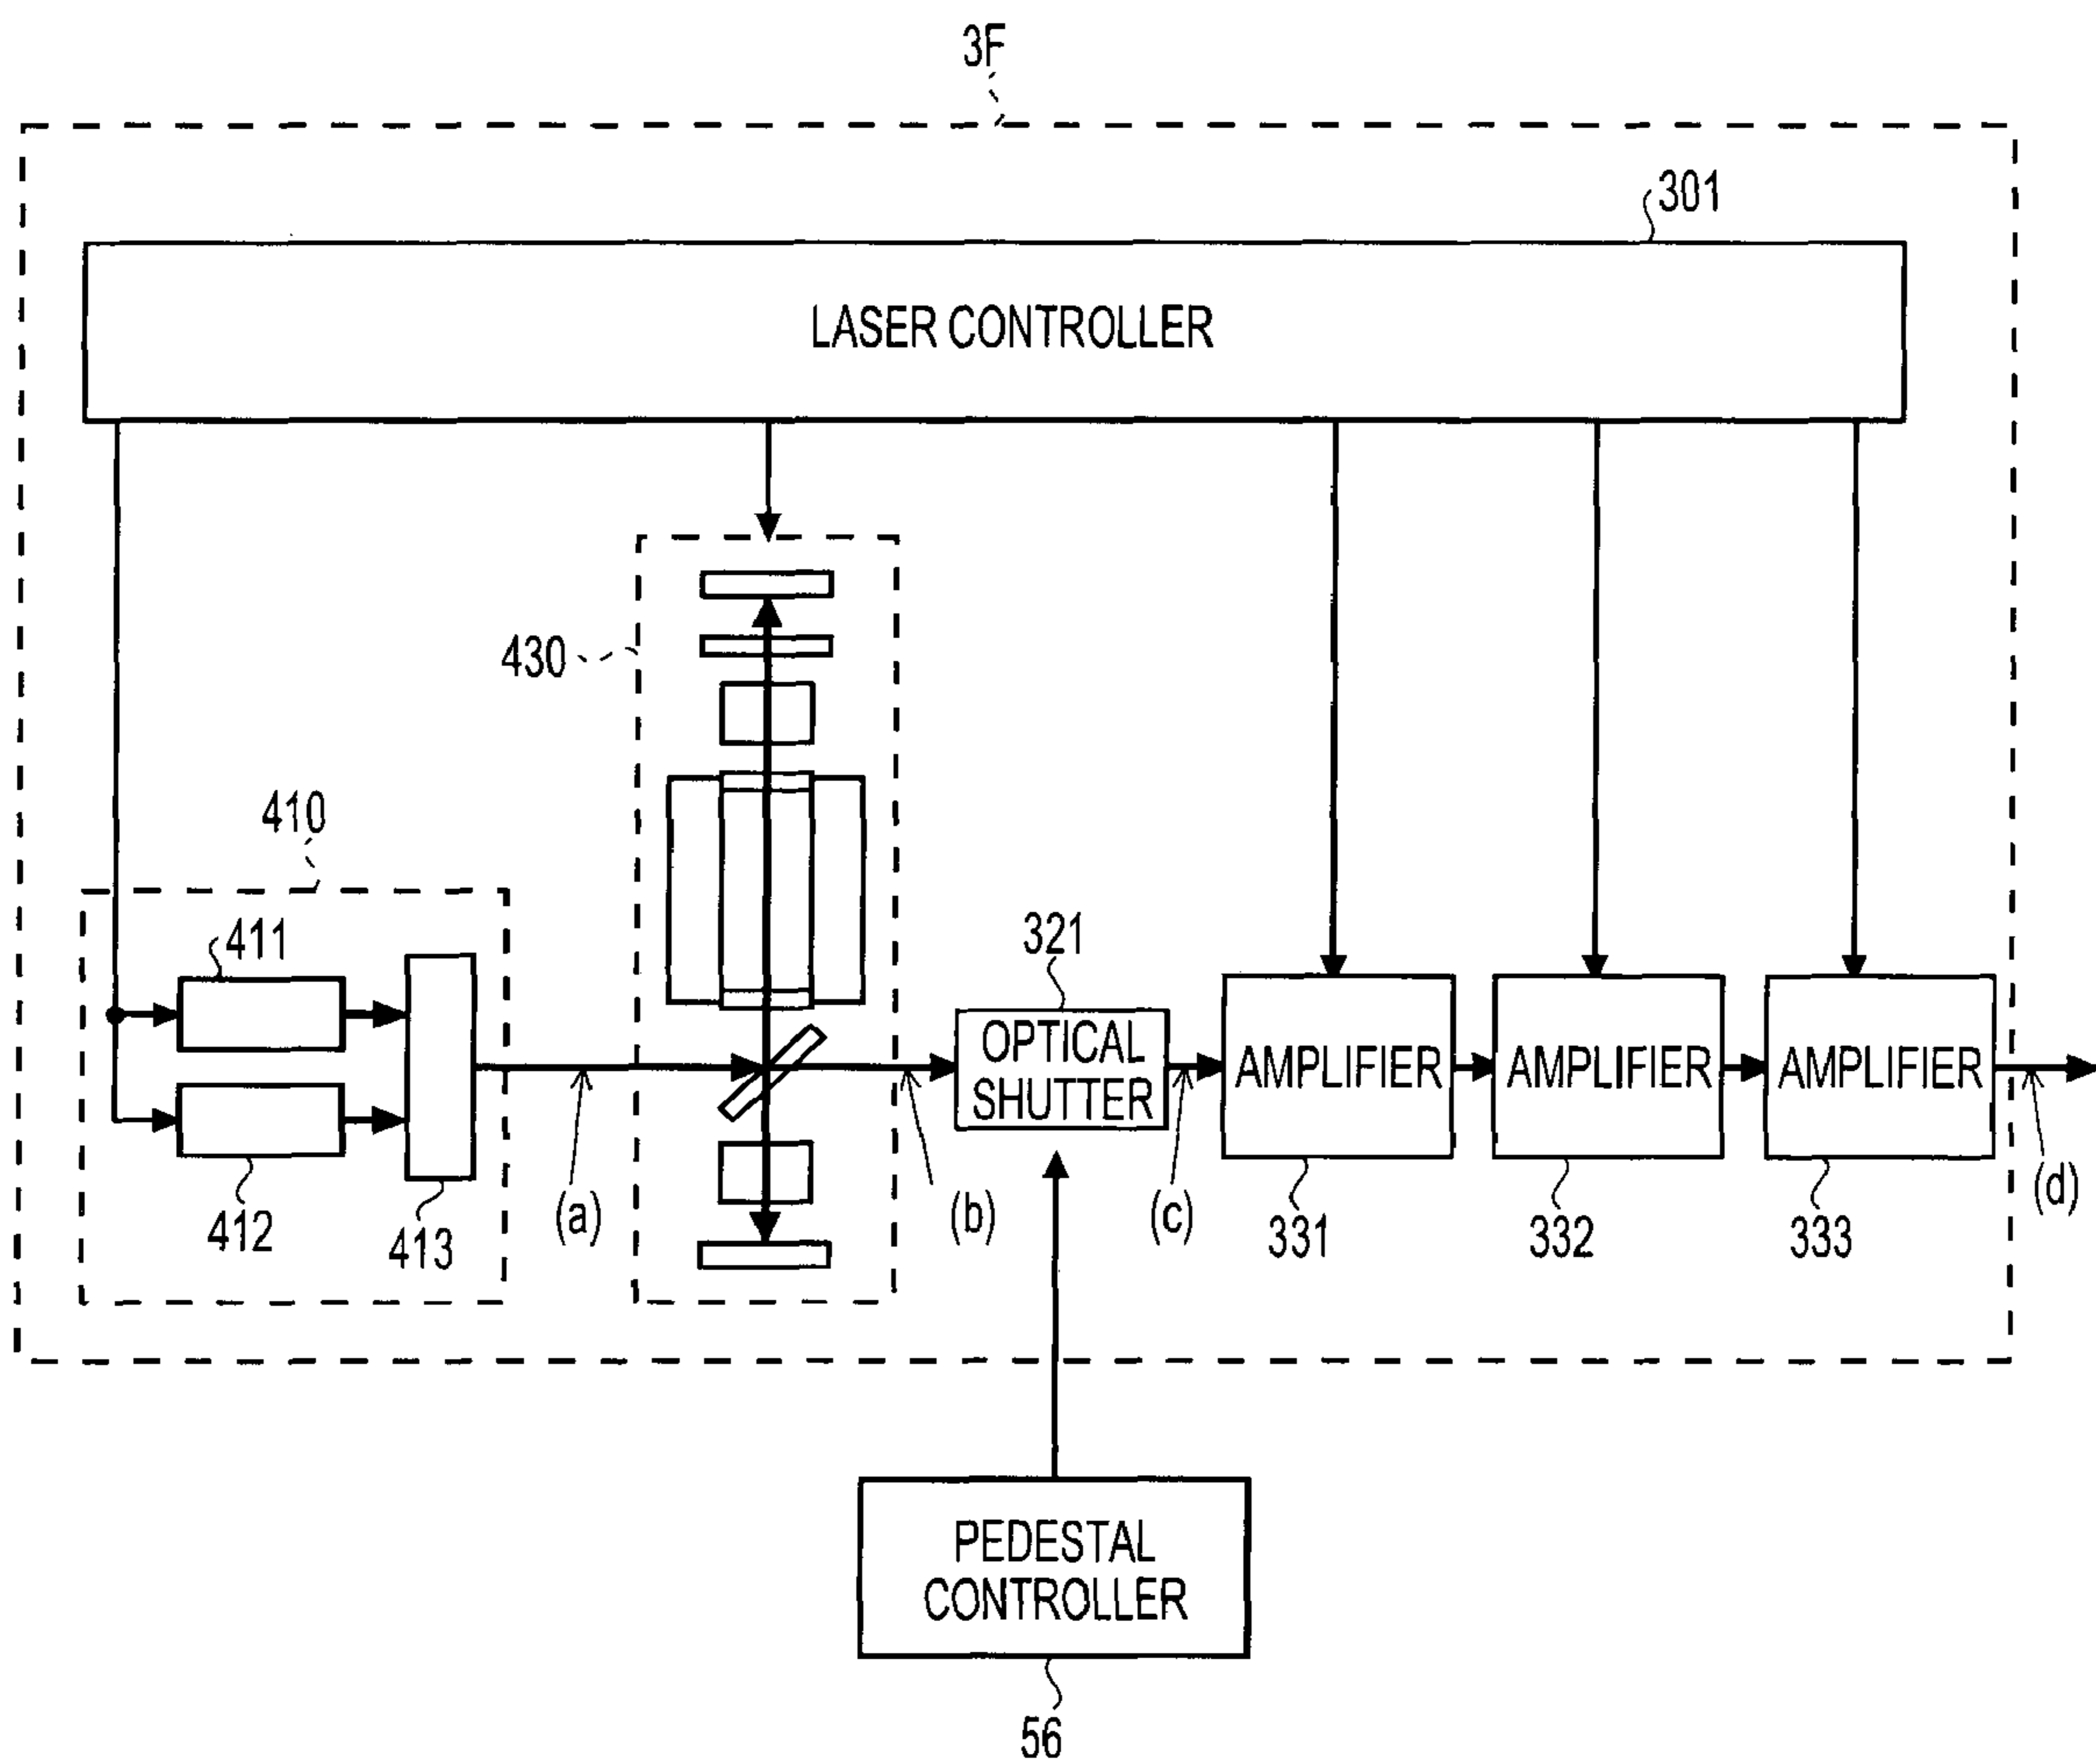 3F
301
LASER CONTROLLER
430
410
411
321
OPTICAL
SHUTTER
AMPLIFIER
AMPLIFIER
AMPLIFIER
412
413
(a)
(b)
(c)
331
332
333
(d)
PEDESTAL
CONTROLLER
56